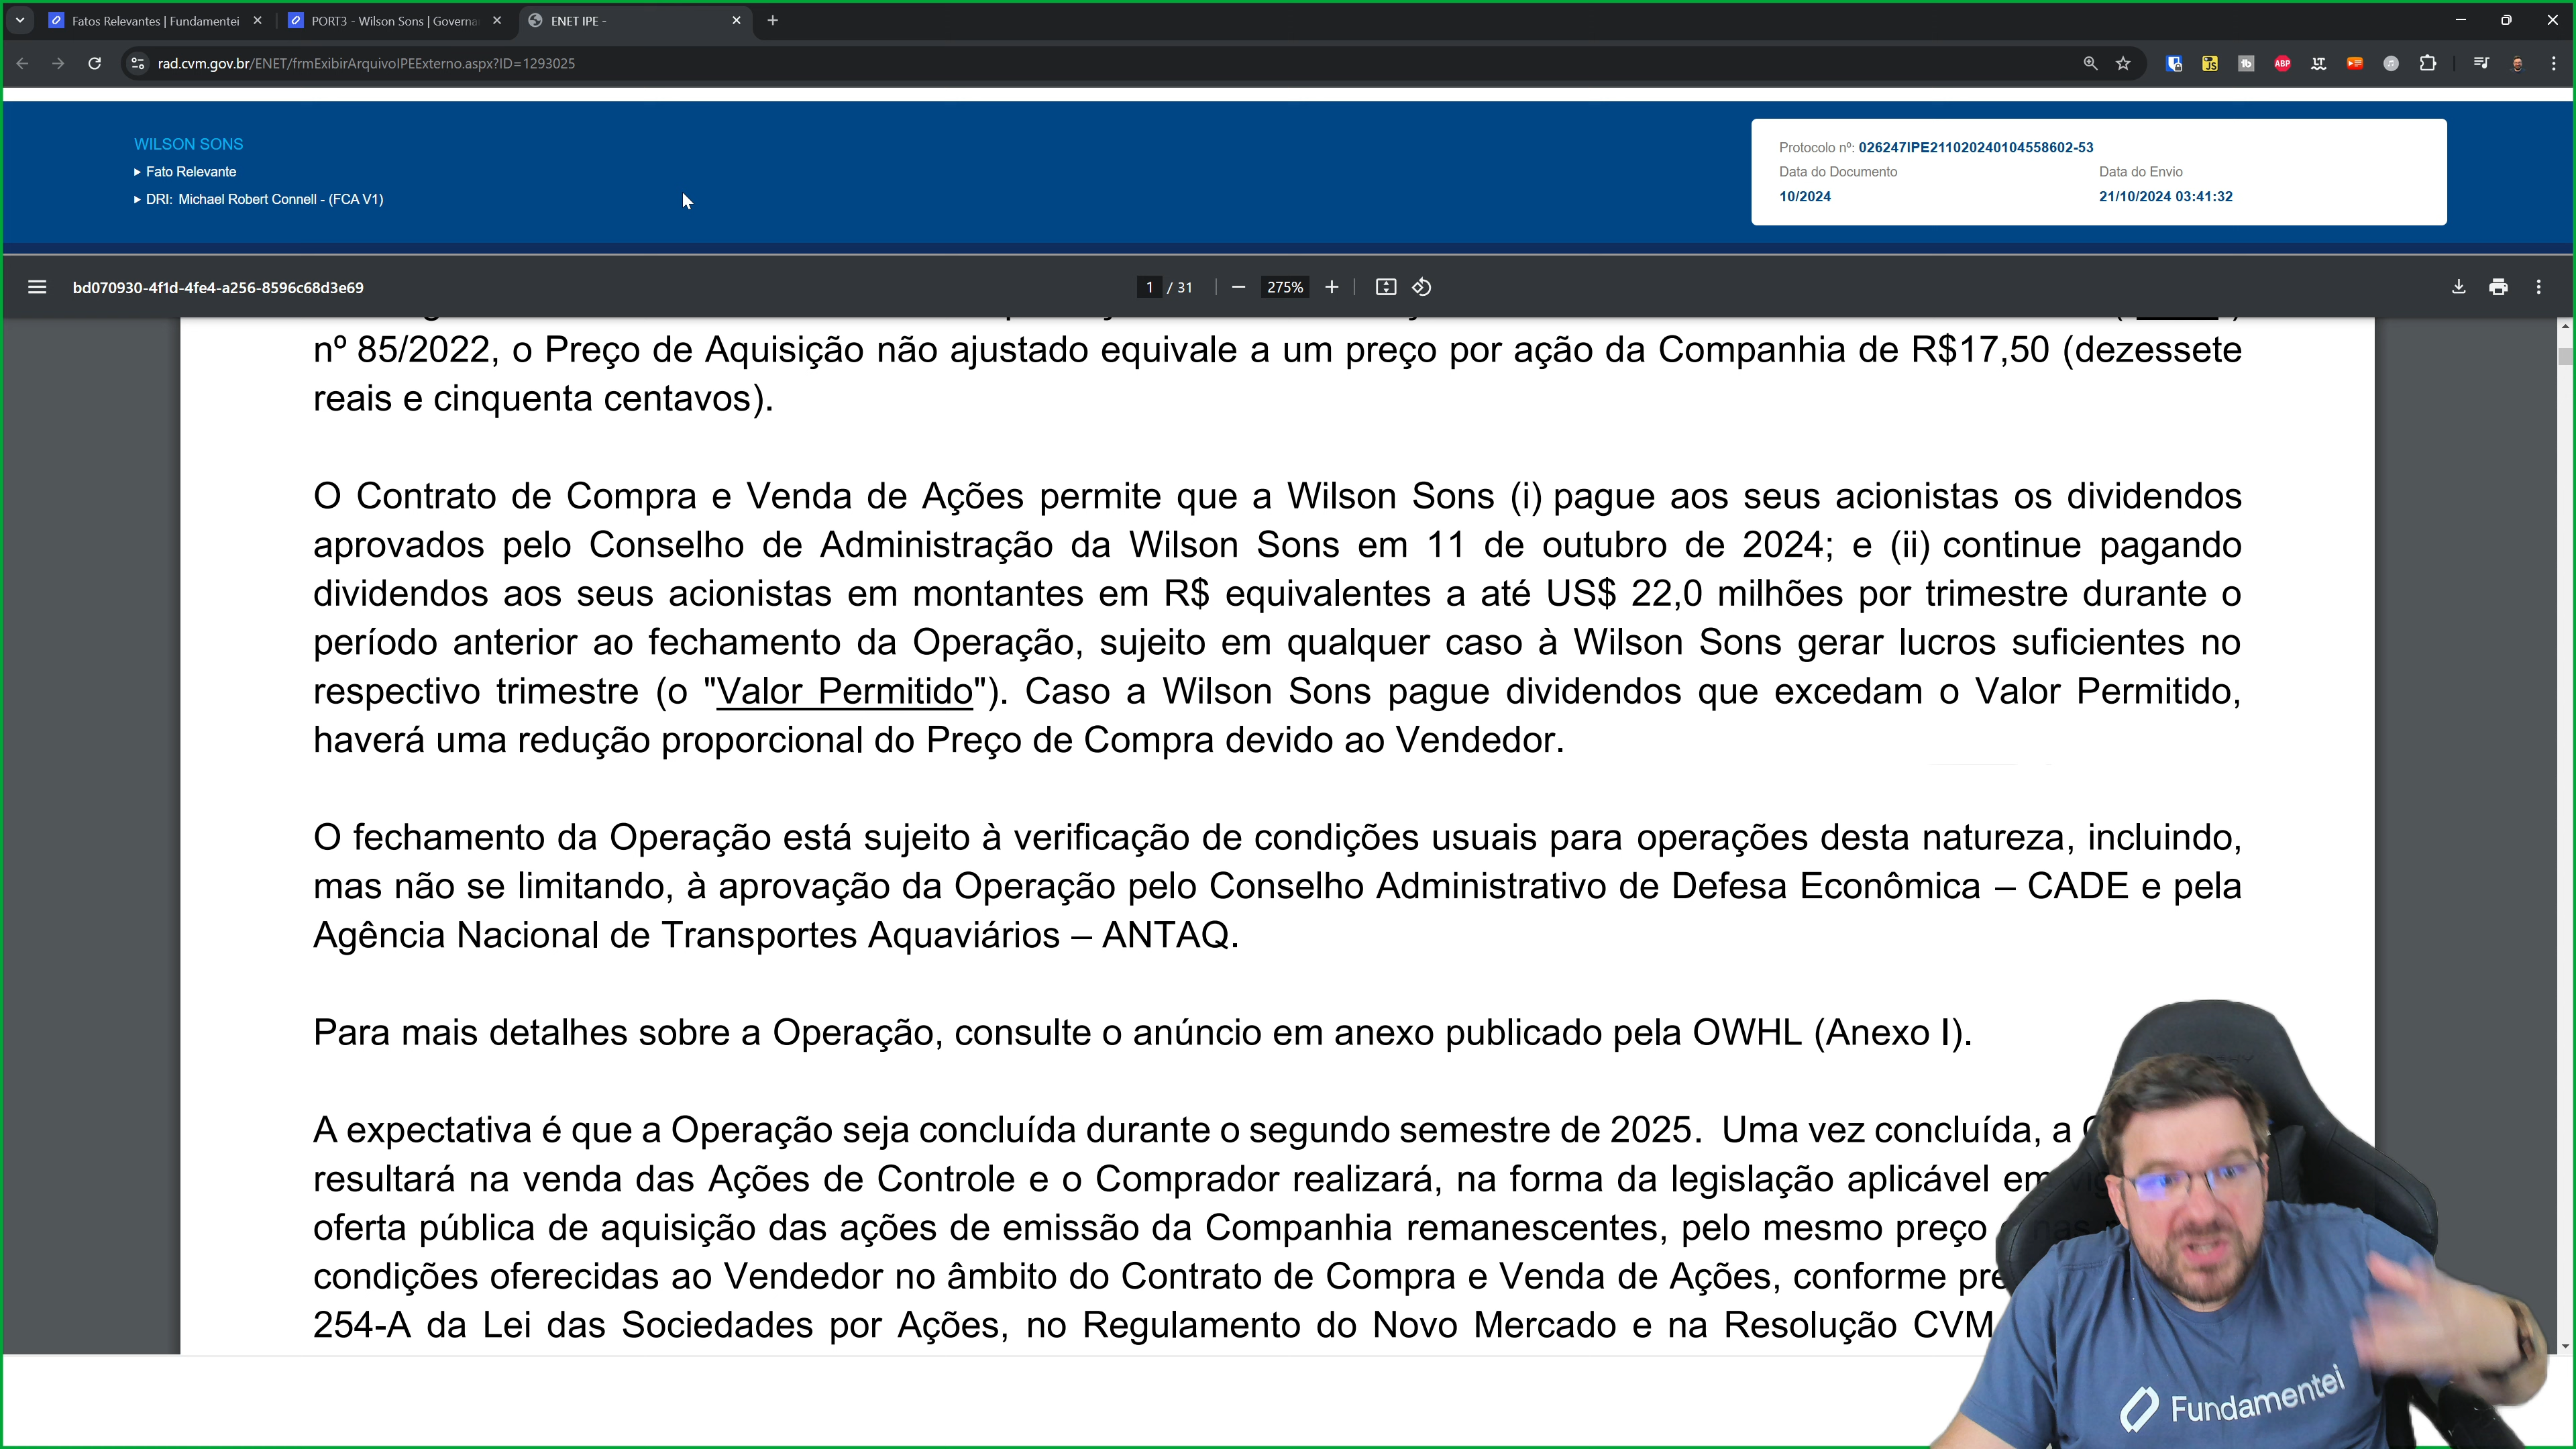 Fatos Relevantes | Fundamentei
PORT3 - Wilson Sons | Governa
ENET IPE -
rad.cvm.gov.br/ENET/frmExibirArquivoIPEExterno.aspx?ID=1293025
WILSON SONS
Fato Relevante
DRI: Michael Robert Connell - (FCA V1)
Protocolo nº: 026247IPE211020240104558602-53
Data do Documento
Data do Envio
10/2024
21/10/2024 03:41:32
bd070930-4f1d-4fe4-a256-8596c68d3e69
1 / 31
275%
nº 85/2022, o Preço de Aquisição não ajustado equivale a um preço por ação da Companhia de R$17,50 (dezessete
reais e cinquenta centavos).
O Contrato de Compra e Venda de Ações permite que a Wilson Sons (i) pague aos seus acionistas os dividendos
aprovados pelo Conselho de Administração da Wilson Sons em 11 de outubro de 2024; e (ii) continue pagando
dividendos aos seus acionistas em montantes em R$ equivalentes a até US$ 22,0 milhões por trimestre durante o
período anterior ao fechamento da Operação, sujeito em qualquer caso à Wilson Sons gerar lucros suficientes no
respectivo trimestre (o "Valor Permitido"). Caso a Wilson Sons pague dividendos que excedam o Valor Permitido,
haverá uma redução proporcional do Preço de Compra devido ao Vendedor.
O fechamento da Operação está sujeito à verificação de condições usuais para operações desta natureza, incluindo,
mas não se limitando, à aprovação da Operação pelo Conselho Administrativo de Defesa Econômica – CADE e pela
Agência Nacional de Transportes Aquaviários – ANTAQ.
Para mais detalhes sobre a Operação, consulte o anúncio em anexo publicado pela OWHL (Anexo I).
A expectativa é que a Operação seja concluída durante o segundo semestre de 2025. Uma vez concluída, a
resultará na venda das Ações de Controle e o Comprador realizará, na forma da legislação aplicável em
oferta pública de aquisição das ações de emissão da Companhia remanescentes, pelo mesmo preço
condições oferecidas ao Vendedor no âmbito do Contrato de Compra e Venda de Ações, conforme
254-A da Lei das Sociedades por Ações, no Regulamento do Novo Mercado e na Resolução CVM
Fundamentei